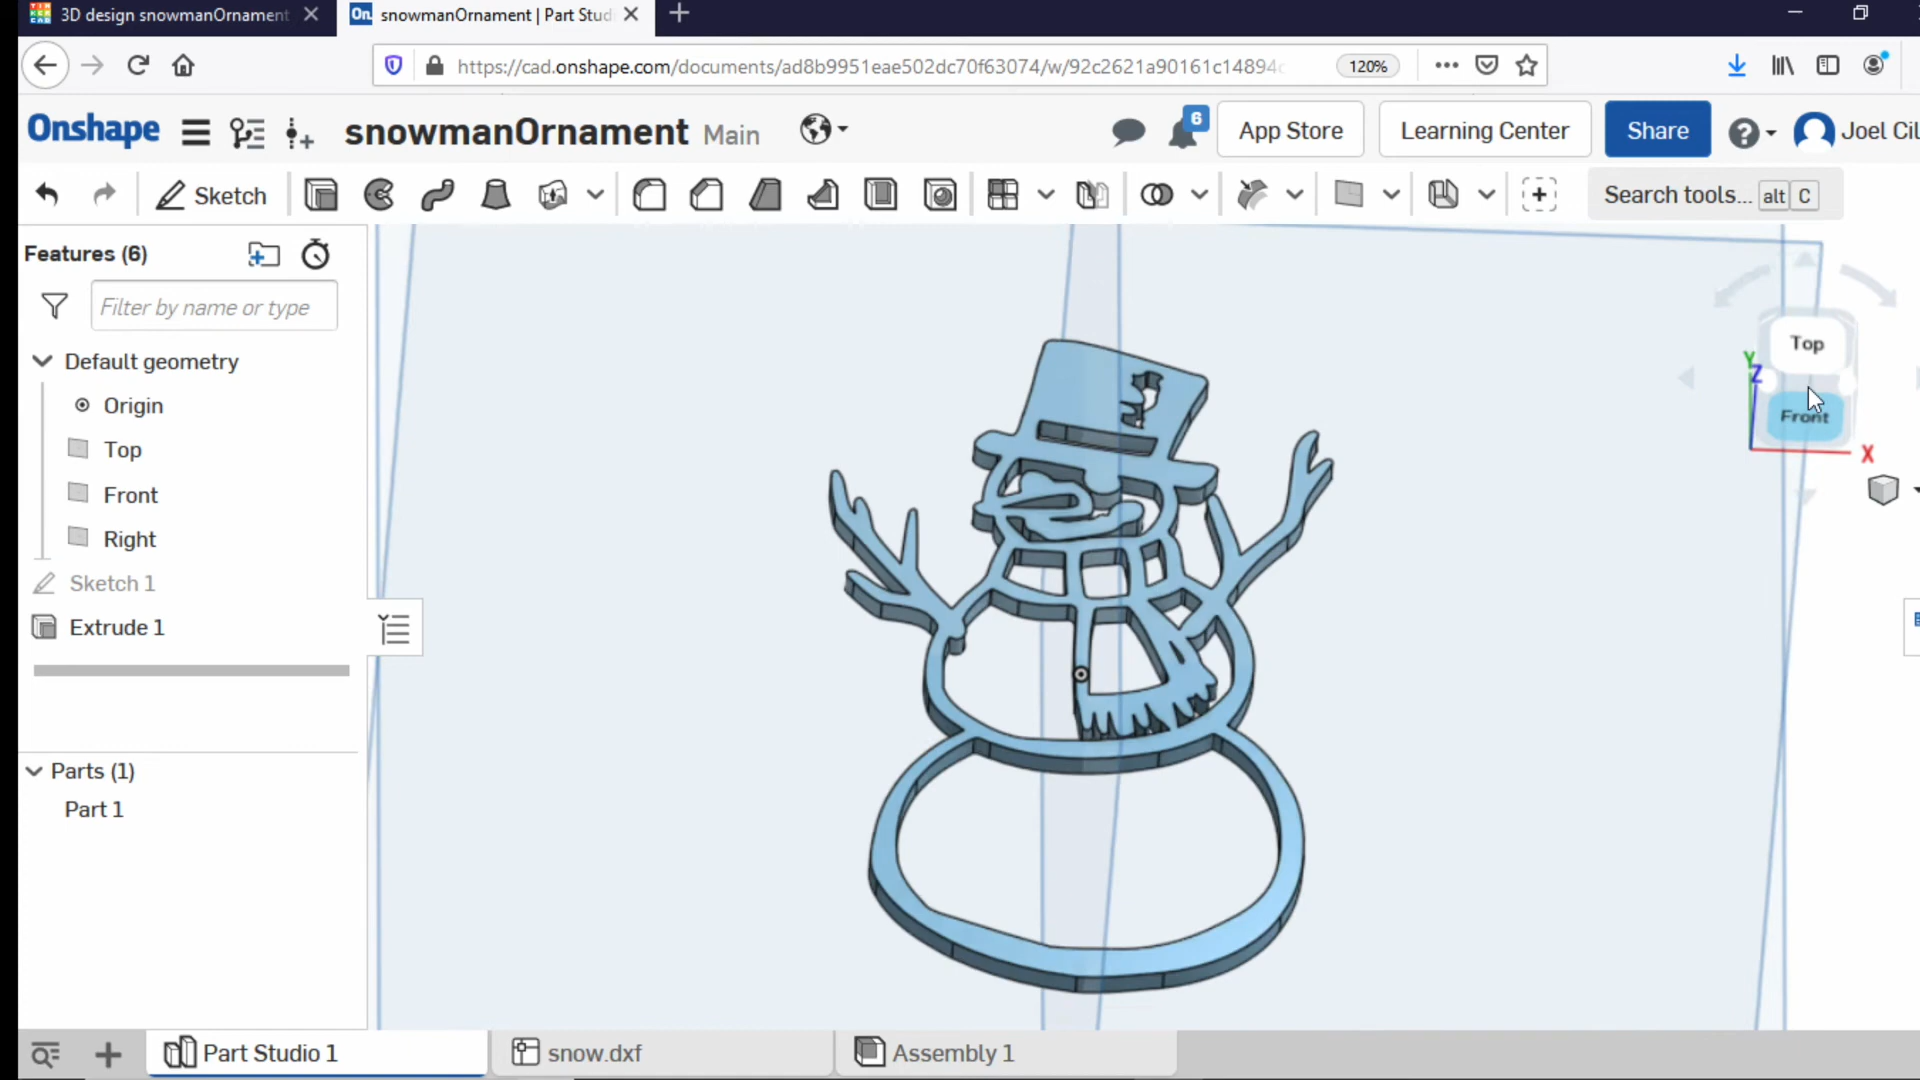 3D design snowmanOrnament
On. snowmanOrnament | Part Stud
https://cad.onshape.com/documents/ad8b9951eae502dc70f63074/w/92c2621a90161c14894c
120%
Onshape
snowmanOrnament Main
6
App Store
Learning Center
Share
Joel Cil
Sketch
Search tools... alt C
Features (6)
Filter by name or type
Default geometry
Origin
Top
Front
Right
Sketch 1
Extrude 1
Parts (1)
Part 1
Top
Front
Y
Z
X
Part Studio 1
snow.dxf
Assembly 1